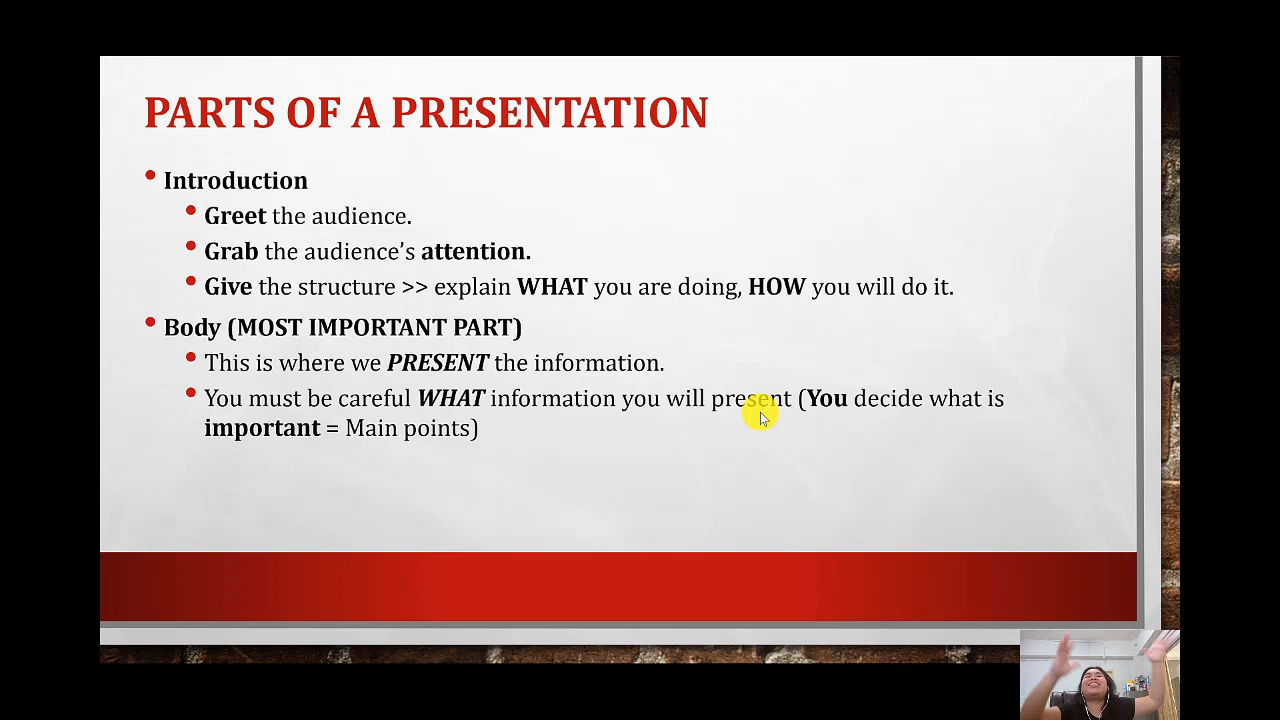 PARTS OF A PRESENTATION
• Introduction
• Greet the audience.
• Grab the audience’s attention.
• Give the structure >> explain WHAT you are doing, HOW you will do it.
• Body (MOST IMPORTANT PART)
• This is where we PRESENT the information.
• You must be careful WHAT information you will present (You decide what is
important = Main points)